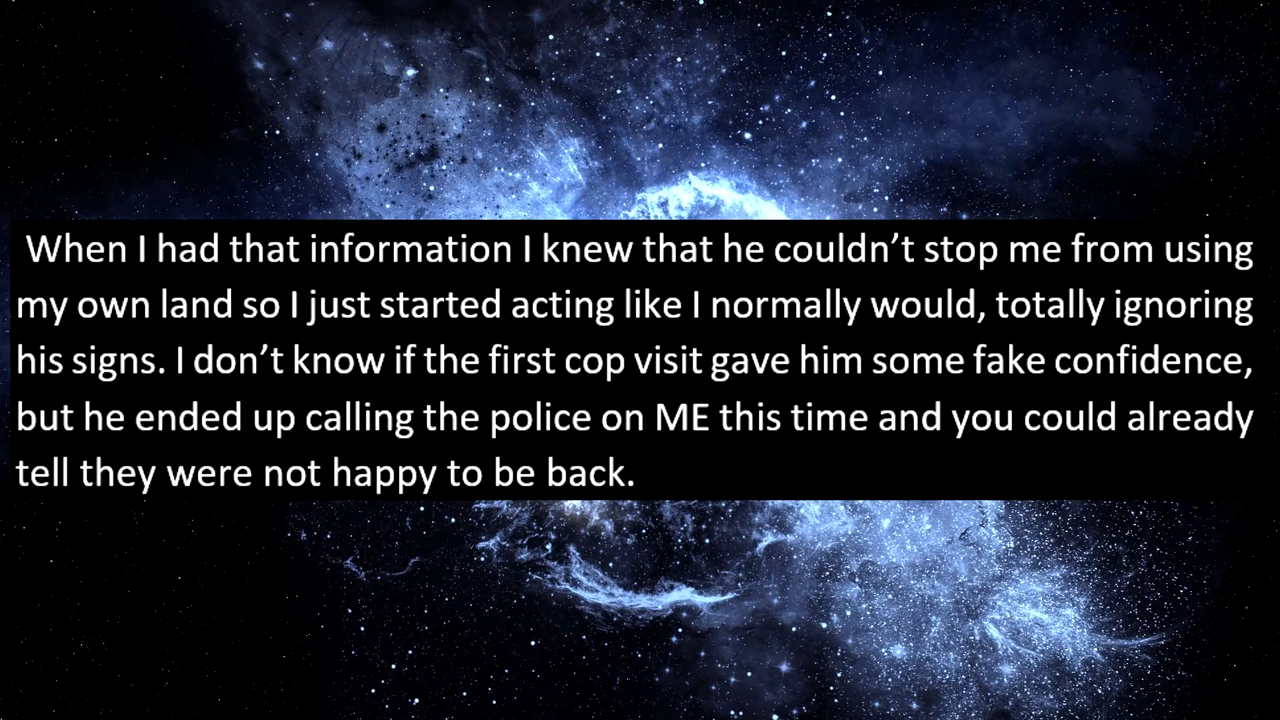 When I had that information I knew that he couldn’t stop me from using
my own land so I just started acting like I normally would, totally ignoring
his signs. I don’t know if the first cop visit gave him some fake confidence,
but he ended up calling the police on ME this time and you could already
tell they were not happy to be back.